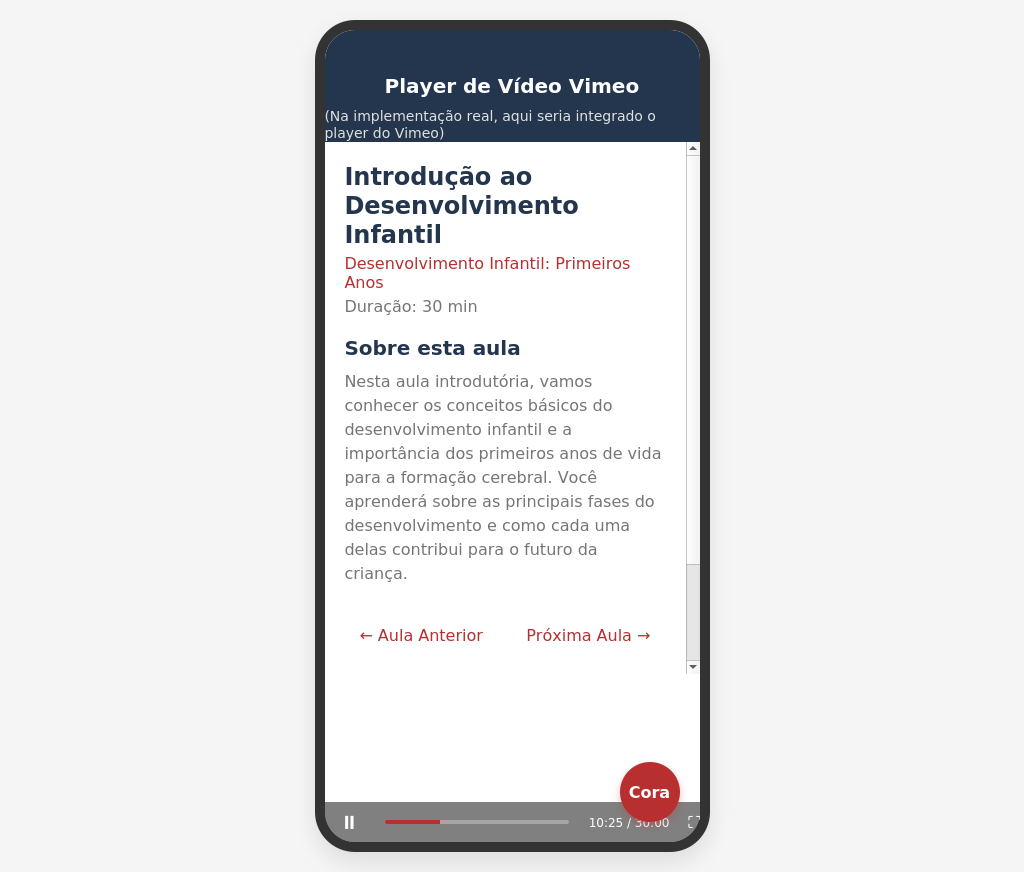 Player de Vídeo Vimeo
(Na implementação real, aqui seria integrado o
player do Vimeo)
Introdução ao
Desenvolvimento
Infantil
Desenvolvimento Infantil: Primeiros
Anos
Duração: 30 min
Sobre esta aula
Nesta aula introdutória, vamos
conhecer os conceitos básicos do
desenvolvimento infantil e a
importância dos primeiros anos de vida
para a formação cerebral. Você
aprenderá sobre as principais fases do
desenvolvimento e como cada uma
delas contribui para o futuro da
criança.
← Aula Anterior Próxima Aula →
Cora
10:25 / 30:00